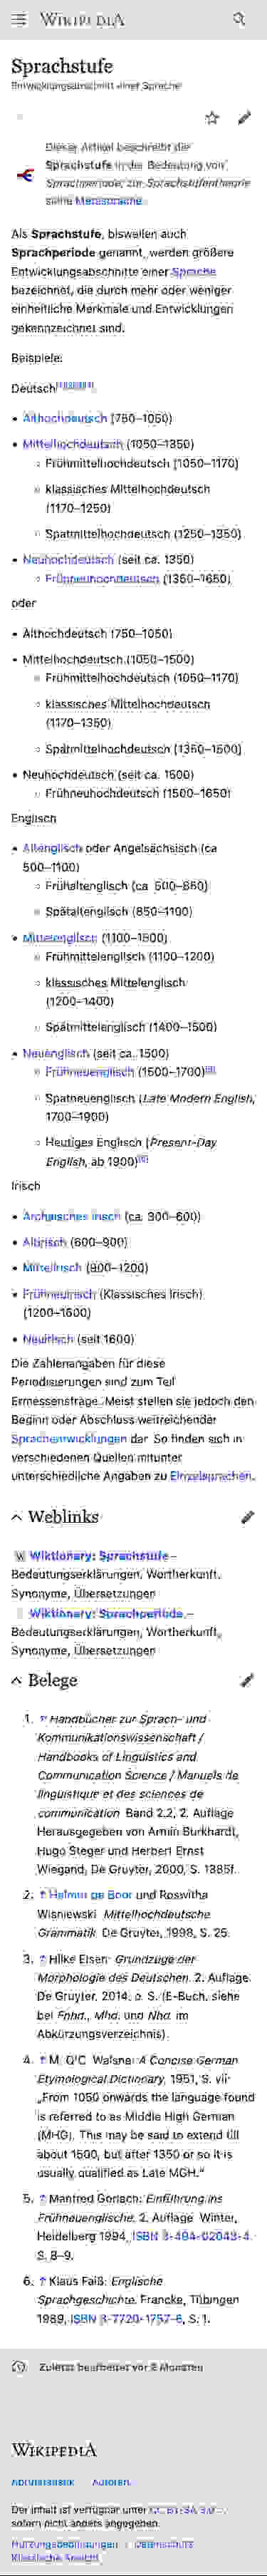 WIKIPEDIA
Sprachstufe
Entwicklungsabschnitt einer Sprache
Dieser Artikel beschreibt die
Sprachstufe in der Bedeutung von
Sprachperiode, zur Sprachstufentheorie
siehe Metasprache.
Als Sprachstufe, bisweilen auch
Sprachperiode genannt, werden größere
Entwicklungsabschnitte einer Sprache
bezeichnet, die durch mehr oder weniger
einheitliche Merkmale und Entwicklungen
gekennzeichnet sind.
Beispiele:
Deutsch
• Althochdeutsch (750–1050)
• Mittelhochdeutsch (1050–1350)
Frühmittelhochdeutsch (1050–1170)
klassisches Mittelhochdeutsch
(1170–1250)
Spätmittelhochdeutsch (1250–1350)
• Neuhochdeutsch (seit ca. 1350)
Frühneuhochdeutsch (1350–1650)
oder
• Althochdeutsch (750–1050)
• Mittelhochdeutsch (1050–1500)
Frühmittelhochdeutsch (1050–1170)
klassisches Mittelhochdeutsch
(1170–1350)
Spätmittelhochdeutsch (1350–1500)
• Neuhochdeutsch (seit ca. 1500)
Frühneuhochdeutsch (1500–1650)
Englisch
• Altenglisch oder Angelsächsisch (ca
500–1100)
Frühaltenglisch (ca. 500–850)
Spätaltenglisch (850–1100)
• Mittelenglisch (1100–1500)
Frühmittelenglisch (1100–1200)
klassisches Mittelenglisch
(1200–1400)
Spätmittelenglisch (1400–1500)
• Neuenglisch (seit ca. 1500)
Frühneuenglisch (1500–1700)
Spätneuenglisch (Late Modern English,
1700–1900)
Heutiges Englisch (Present-Day
English, ab 1900)
Irisch
• Archaisches Irisch (ca. 300–600)
• Altirisch (600–900)
• Mittelirisch (900–1200)
• Frühneuirisch (Klassisches Irisch)
(1200–1600)
• Neuirisch (seit 1600)
Die Zahlenangaben für diese
Periodisierungen sind zum Teil
Ermessensfrage. Meist stellen sie jedoch den
Beginn oder Abschluss weitreichender
Sprachentwicklungen dar. So finden sich in
verschiedenen Quellen mitunter
unterschiedliche Angaben zu Einzelsprachen.
Weblinks
Wiktionary: Sprachstufe –
Bedeutungserklärungen, Wortherkunft,
Synonyme, Übersetzungen
Wiktionary: Sprachperiode –
Bedeutungserklärungen, Wortherkunft,
Synonyme, Übersetzungen
Belege
1. ↑ Handbücher zur Sprach- und
Kommunikationswissenschaft /
Handbooks of Linguistics and
Communication Science / Manuels de
linguistique et des sciences de
communication. Band 2.2, 2. Auflage.
Herausgegeben von Armin Burkhardt,
Hugo Steger und Herbert Ernst
Wiegand, De Gruyter, 2000, S. 1385f.
2. ↑ Helmut de Boor und Roswitha
Wisniewski: Mittelhochdeutsche
Grammatik. De Gruyter, 1998, S. 25.
3. ↑ Hilke Elsen: Grundzüge der
Morphologie des Deutschen. 2. Auflage.
De Gruyter, 2014, o. S. (E-Buch, siehe
bei Fnhd., Mhd. und Nhd. im
Abkürzungsverzeichnis).
4. ↑ M. O'C. Walshe: A Concise German
Etymological Dictionary, 1951, S. vii:
„From 1050 onwards the language found
is referred to as Middle High German
(MHG). This may be said to extend till
about 1500, but after 1350 or so it is
usually qualified as Late MGH.“
5. ↑ Manfred Görlach: Einführung ins
Frühneuenglische. 2. Auflage. Winter,
Heidelberg 1994, ISBN 3-494-02043-4.
S. 8–9.
6. ↑ Klaus Faiß: Englische
Sprachgeschichte. Francke, Tübingen
1989, ISBN 3-7720-1757-6, S. 1.
Zuletzt bearbeitet vor Monaten
WIKIPEDIA
Abrufstatistik Autoren
Der Inhalt ist verfügbar unter CC BY-SA
sofern nicht anders angegeben.
Nutzungsbedingungen Datenschutz
Klassische Ansicht